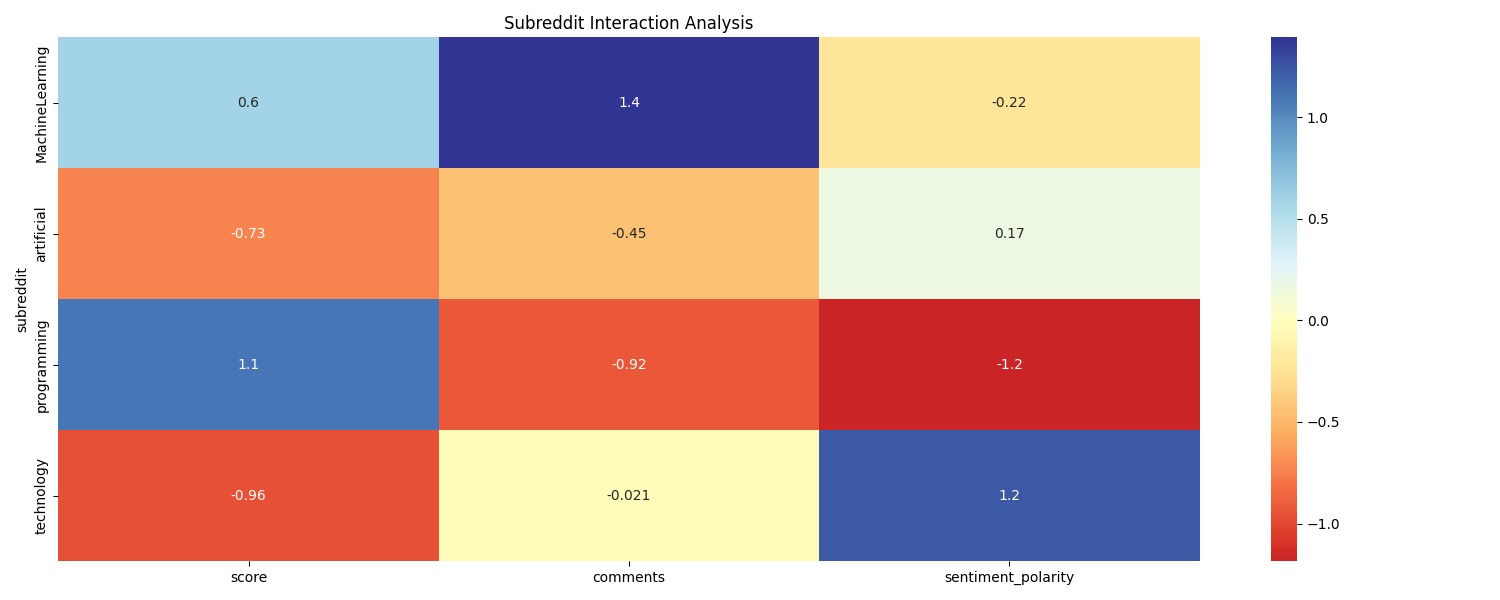 Subreddit Interaction Analysis
subreddit
MachineLearning
0.6
1.4
-0.22
artificial
-0.73
-0.45
0.17
programming
1.1
-0.92
-1.2
technology
-0.96
-0.021
1.2
score
comments
sentiment_polarity
1.0
0.5
0.0
−0.5
−1.0